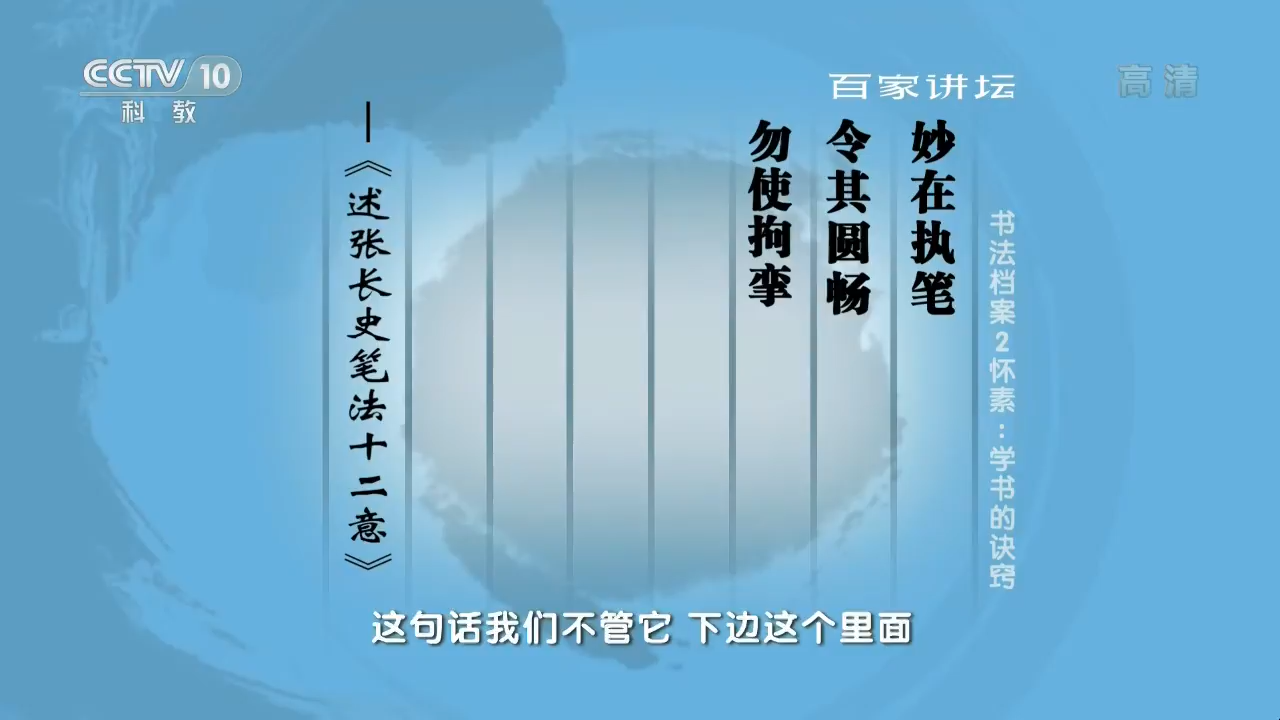 CCTV 10
科教
百家讲坛
高清
书法档案2怀素：学书的诀窍
妙在执笔
令其圆畅
勿使拘挛
—《述张长史笔法十二意》
这句话我们不管它 下边这个里面